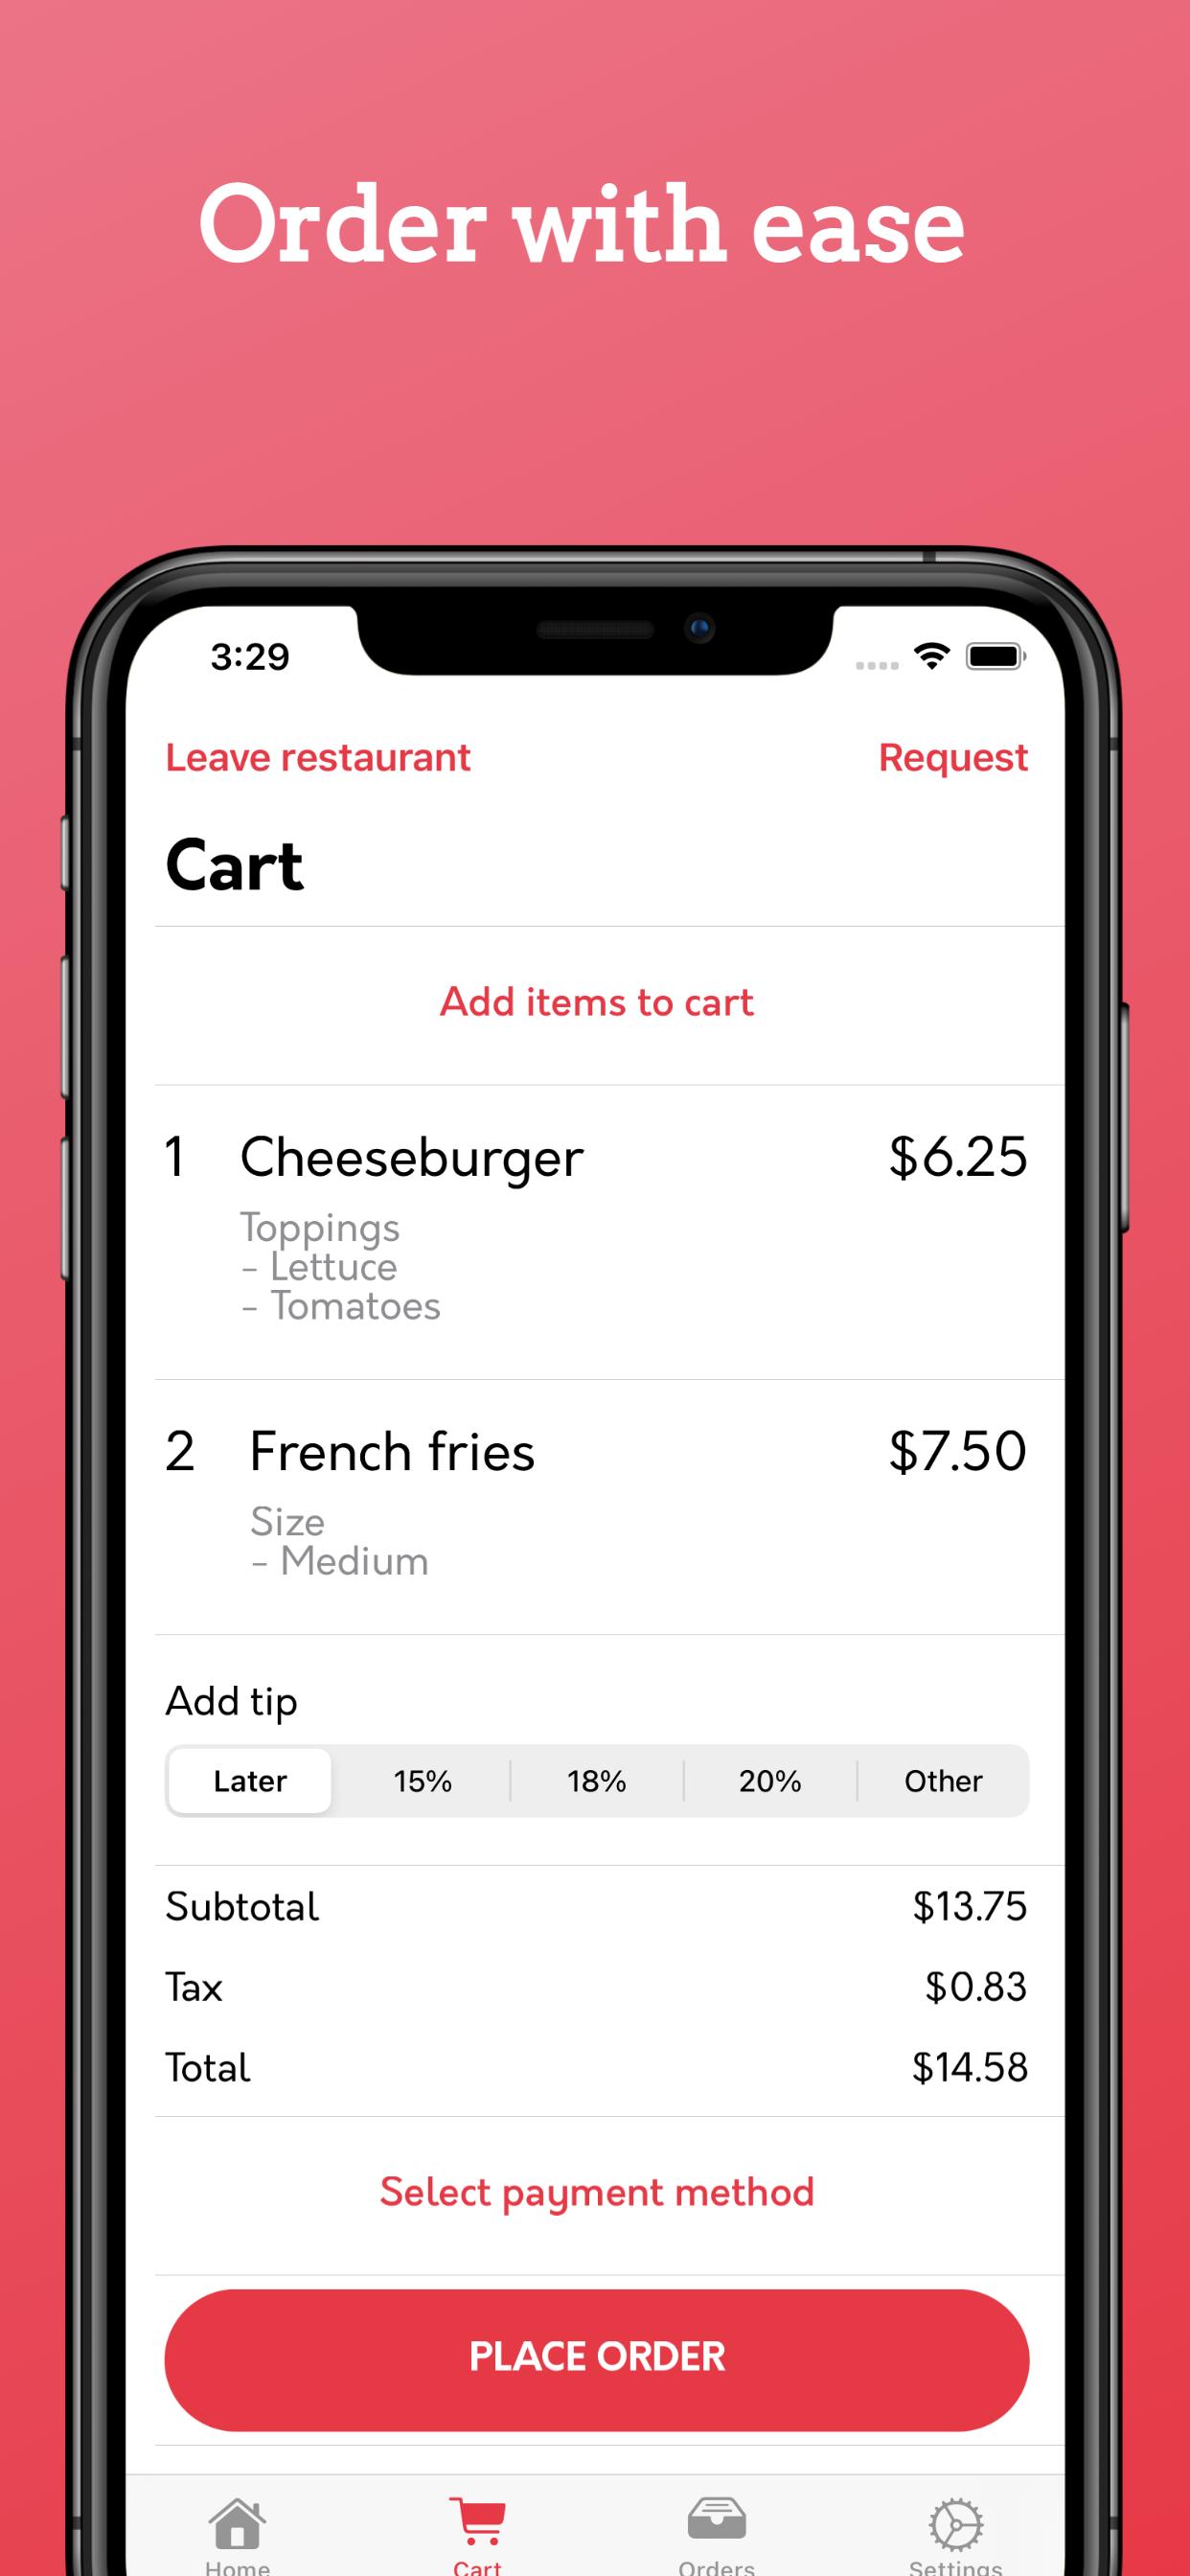 Order with ease
3:29
Leave restaurant Request
Cart
Add items to cart
1 Cheeseburger $6.25
Toppings
- Lettuce
- Tomatoes
2 French fries $7.50
Size
- Medium
Add tip
Later 15% 18% 20% Other
Subtotal $13.75
Tax $0.83
Total $14.58
Select payment method
PLACE ORDER
Home Cart Orders Settings